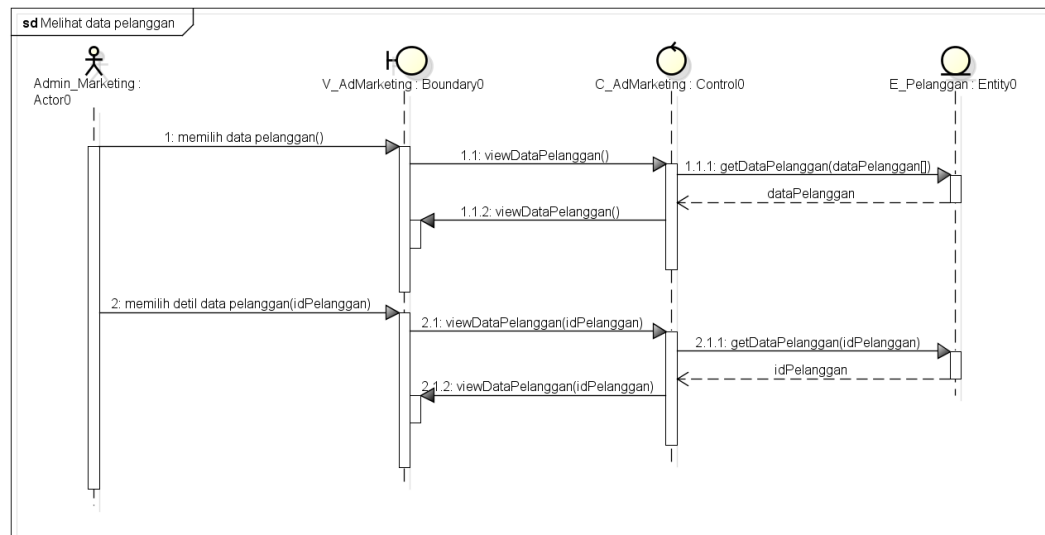 sd Melihat data pelanggan
Admin_Marketing :
Actor0
V_AdMarketing : Boundary0
C_AdMarketing : Control0
E_Pelanggan : Entity0
1: memilih data pelanggan()
1.1: viewDataPelanggan()
1.1.1: getDataPelanggan(dataPelanggan[])
dataPelanggan
1.1.2: viewDataPelanggan()
2: memilih detil data pelanggan(idPelanggan)
2.1: viewDataPelanggan(idPelanggan)
2.1.1: getDataPelanggan(idPelanggan)
idPelanggan
2.1.2: viewDataPelanggan(idPelanggan)